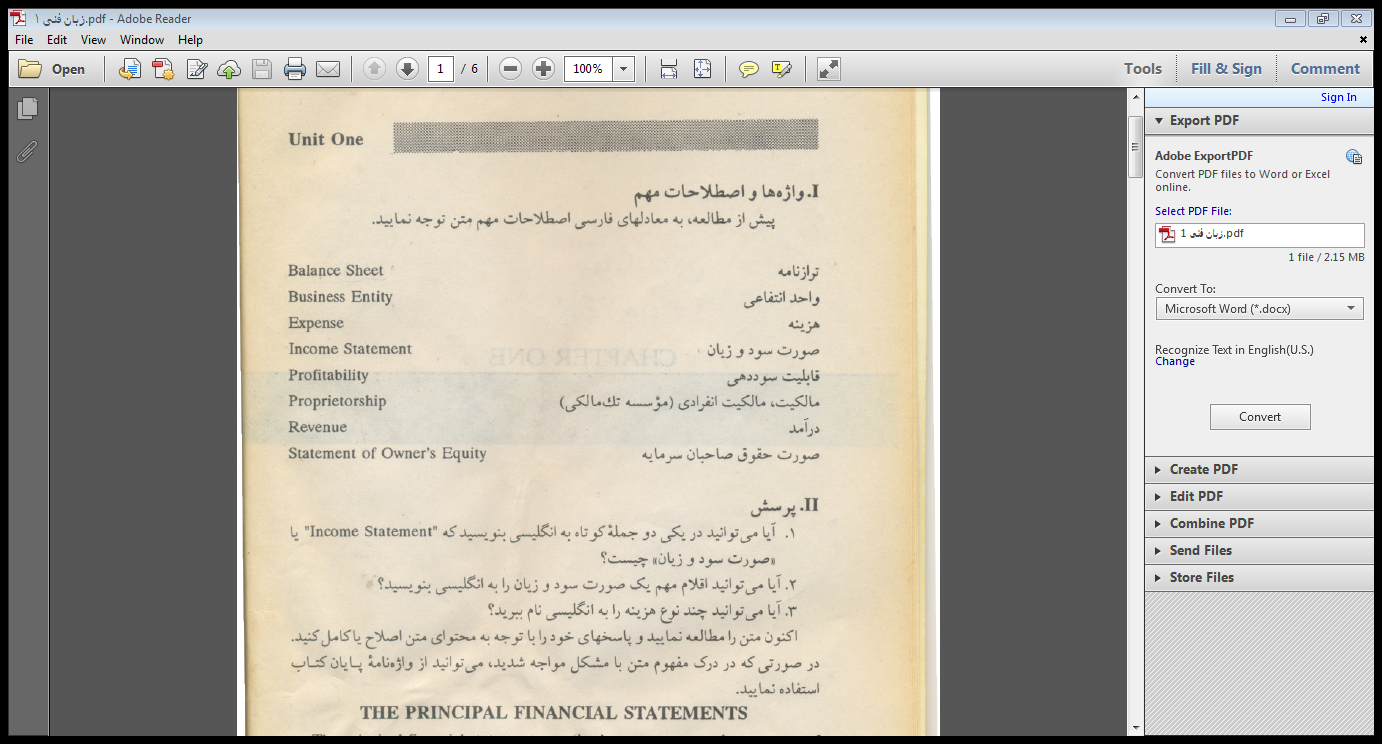 زبان فنی ۱.pdf - Adobe Reader
File Edit View Window Help
Open 1 / 6 100% Tools Fill & Sign Comment
Sign In
Export PDF
Adobe ExportPDF
Convert PDF files to Word or Excel
online.
Select PDF File:
زبان فنی 1.pdf
1 file / 2.15 MB
Convert To:
Microsoft Word (*.docx)
Recognize Text in English(U.S.)
Change
Convert
Create PDF
Edit PDF
Combine PDF
Send Files
Store Files
Unit One
I. واژه‌ها و اصطلاحات مهم
پیش از مطالعه، به معادلهای فارسی اصطلاحات مهم متن توجه نمایید.
Balance Sheet ترازنامه
Business Entity واحد انتفاعی
Expense هزینه
Income Statement صورت سود و زیان
CHAPTER ONE
Profitability قابلیت سوددهی
Proprietorship مالکیت، مالکیت انفرادی (مؤسسه تك‌مالکی)
Revenue درآمد
Statement of Owner's Equity صورت حقوق صاحبان سرمایه
II. پرسش
۱. آیا می‌توانید در یکی دو جملهٔ کوتاه به انگلیسی بنویسید که "Income Statement" یا
«صورت سود و زیان» چیست؟
۲. آیا می‌توانید اقلام مهم یک صورت سود و زیان را به انگلیسی بنویسید؟
۳. آیا می‌توانید چند نوع هزینه را به انگلیسی نام ببرید؟
اکنون متن را مطالعه نمایید و پاسخهای خود را با توجه به محتوای متن اصلاح یا کامل کنید.
در صورتی که در درک مفهوم متن با مشکل مواجه شدید، می‌توانید از واژه‌نامهٔ پایان کتاب
استفاده نمایید.
THE PRINCIPAL FINANCIAL STATEMENTS